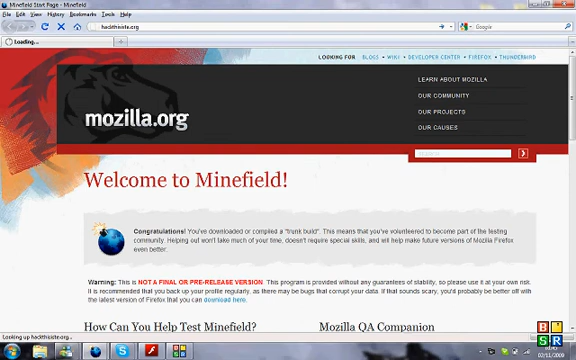 Minefield Start Page - Minefield
File Edit View History Bookmarks Tools Help
hackthissite.org
Google
Loading...
LOOKING FOR BLOGS WIKI DEVELOPER CENTER FIREFOX THUNDERBIRD
LEARN ABOUT MOZILLA
OUR COMMUNITY
OUR PROJECTS
OUR CAUSES
mozilla.org
Welcome to Minefield!
Congratulations! You've downloaded or compiled a "trunk build". This means that you've volunteered to become part of the testing
community. Helping out won't take much of your time, doesn't require special skills, and will help make future versions of Mozilla Firefox
even better.
Warning: This is NOT A FINAL OR PRE-RELEASE VERSION This program is provided without any guarantees of stability, so please use it at your own risk.
It is recommended that you back up your profile regularly, as there may be bugs that corrupt your data. If that sounds scary, you'd probably be better off with
the latest version of Firefox that you can download here.
How Can You Help Test Minefield?
Mozilla QA Companion
Looking up hackthissite.org...
02/11/2009
B
S R